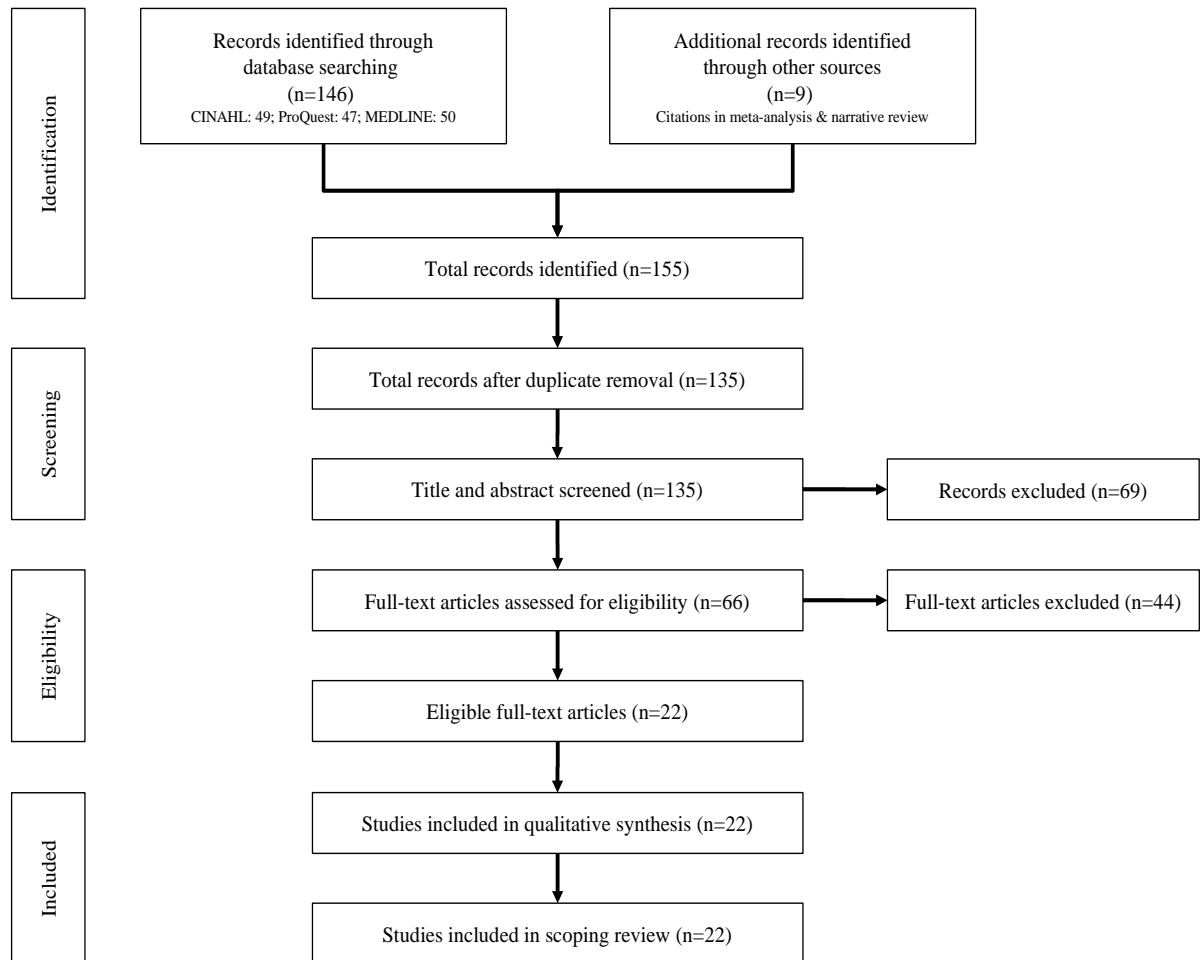 Identification
Records identified through
database searching
(n=146)
CINAHL: 49; ProQuest: 47; MEDLINE: 50
Additional records identified
through other sources
(n=9)
Citations in meta-analysis & narrative review
Total records identified (n=155)
Screening
Total records after duplicate removal (n=135)
Title and abstract screened (n=135)
Records excluded (n=69)
Eligibility
Full-text articles assessed for eligibility (n=66)
Full-text articles excluded (n=44)
Eligible full-text articles (n=22)
Included
Studies included in qualitative synthesis (n=22)
Studies included in scoping review (n=22)